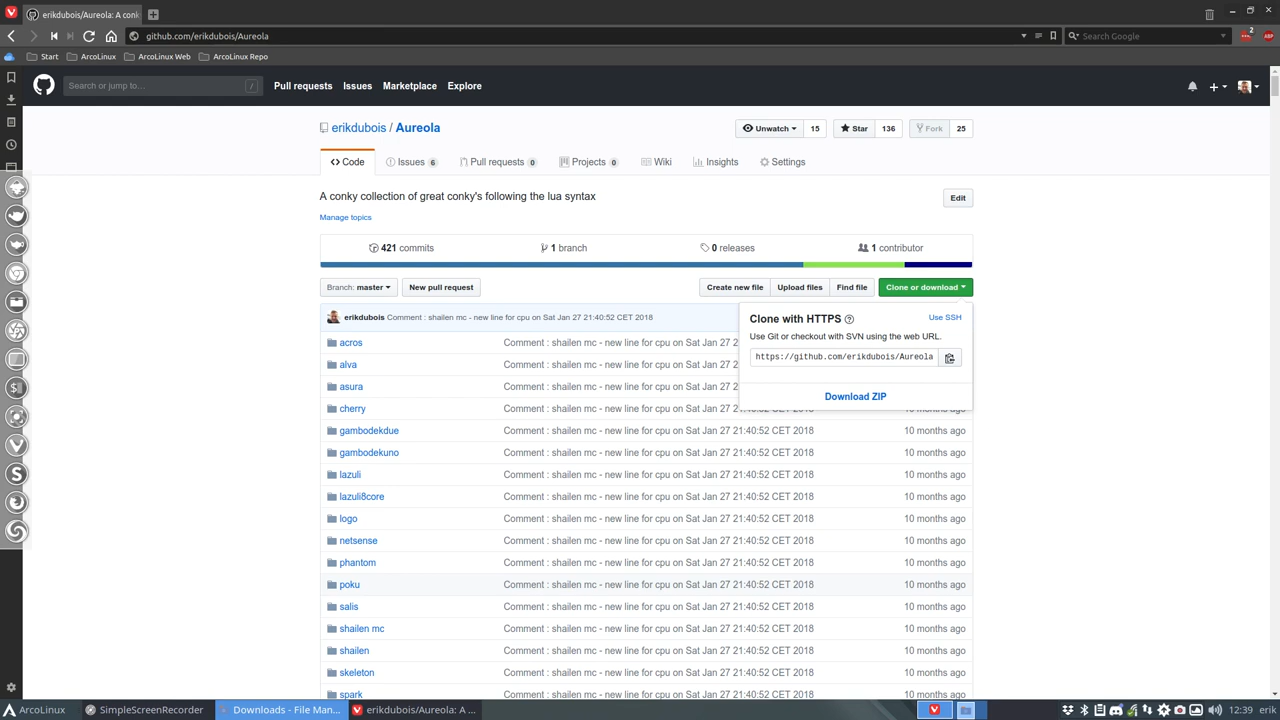 erikdubois/Aureola: A conk
github.com/erikdubois/Aureola
Search Google
2
ABP
Start
ArcoLinux
ArcoLinux Web
ArcoLinux Repo
Search or jump to...
/
Pull requests
Issues
Marketplace
Explore
erikdubois / Aureola
Unwatch
15
Star
136
Fork
25
Code
Issues 6
Pull requests 0
Projects 0
Wiki
Insights
Settings
A conky collection of great conky's following the lua syntax
Edit
Manage topics
421 commits
1 branch
0 releases
1 contributor
Branch: master
New pull request
Create new file
Upload files
Find file
Clone or download
erikdubois Comment : shailen mc - new line for cpu on Sat Jan 27 21:40:52 CET 2018
Clone with HTTPS
Use SSH
Use Git or checkout with SVN using the web URL.
https://github.com/erikdubois/Aureola
Download ZIP
acros Comment : shailen mc - new line for cpu on Sat Jan 27 2
alva Comment : shailen mc - new line for cpu on Sat Jan 27 2
asura Comment : shailen mc - new line for cpu on Sat Jan 27 2
cherry Comment : shailen mc - new line for cpu on Sat Jan 27 21:40:52 CET 2018 10 months ago
gambodekdue Comment : shailen mc - new line for cpu on Sat Jan 27 21:40:52 CET 2018 10 months ago
gambodekuno Comment : shailen mc - new line for cpu on Sat Jan 27 21:40:52 CET 2018 10 months ago
lazuli Comment : shailen mc - new line for cpu on Sat Jan 27 21:40:52 CET 2018 10 months ago
lazuli8core Comment : shailen mc - new line for cpu on Sat Jan 27 21:40:52 CET 2018 10 months ago
logo Comment : shailen mc - new line for cpu on Sat Jan 27 21:40:52 CET 2018 10 months ago
netsense Comment : shailen mc - new line for cpu on Sat Jan 27 21:40:52 CET 2018 10 months ago
phantom Comment : shailen mc - new line for cpu on Sat Jan 27 21:40:52 CET 2018 10 months ago
poku Comment : shailen mc - new line for cpu on Sat Jan 27 21:40:52 CET 2018 10 months ago
salis Comment : shailen mc - new line for cpu on Sat Jan 27 21:40:52 CET 2018 10 months ago
shailen mc Comment : shailen mc - new line for cpu on Sat Jan 27 21:40:52 CET 2018 10 months ago
shailen Comment : shailen mc - new line for cpu on Sat Jan 27 21:40:52 CET 2018 10 months ago
skeleton Comment : shailen mc - new line for cpu on Sat Jan 27 21:40:52 CET 2018 10 months ago
spark Comment : shailen mc - new line for cpu on Sat Jan 27 21:40:52 CET 2018 10 months ago
ArcoLinux
SimpleScreenRecorder
Downloads - File Man...
erikdubois/Aureola: A ...
12:39
erik